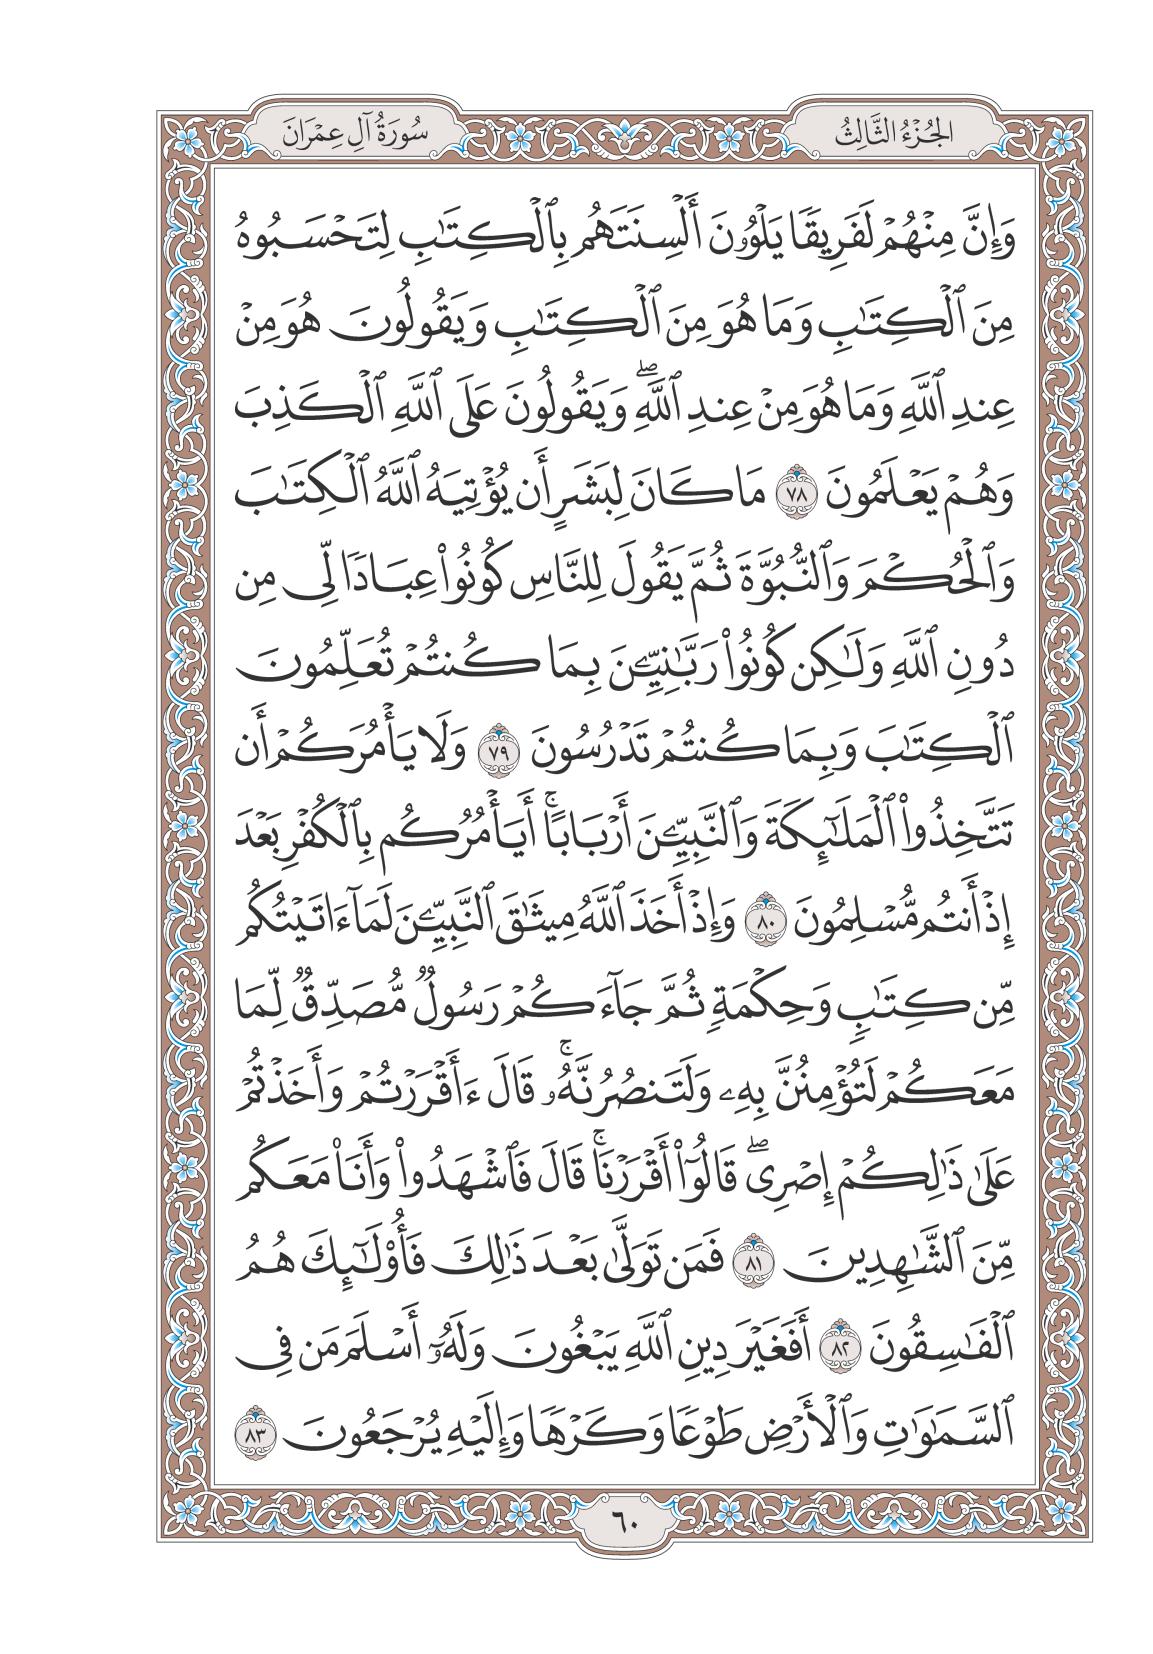 الجُزْءُ الثَّالِثُ
سُورَةُ آلِ عِمْرَانَ
وَإِنَّ مِنْهُمْ لَفَرِيقًا يَلْوُۥنَ أَلْسِنَتَهُم بِٱلْكِتَٰبِ لِتَحْسَبُوهُ
مِنَ ٱلْكِتَٰبِ وَمَا هُوَ مِنَ ٱلْكِتَٰبِ وَيَقُولُونَ هُوَ مِنْ
عِندِ ٱللَّهِ وَمَا هُوَ مِنْ عِندِ ٱللَّهِۖ وَيَقُولُونَ عَلَى ٱللَّهِ ٱلْكَذِبَ
وَهُمْ يَعْلَمُونَ ٧٨ مَا كَانَ لِبَشَرٍ أَن يُؤْتِيَهُ ٱللَّهُ ٱلْكِتَٰبَ
وَٱلْحُكْمَ وَٱلنُّبُوَّةَ ثُمَّ يَقُولَ لِلنَّاسِ كُونُوا۟ عِبَادًا لِّى مِن
دُونِ ٱللَّهِ وَلَٰكِن كُونُوا۟ رَبَّٰنِيِّۦنَ بِمَا كُنتُمْ تُعَلِّمُونَ
ٱلْكِتَٰبَ وَبِمَا كُنتُمْ تَدْرُسُونَ ٧٩ وَلَا يَأْمُرَكُمْ أَن
تَتَّخِذُوا۟ ٱلْمَلَٰٓئِكَةَ وَٱلنَّبِيِّۦنَ أَرْبَابًاۚ أَيَأْمُرُكُم بِٱلْكُفْرِ بَعْدَ
إِذْ أَنتُم مُّسْلِمُونَ ٨٠ وَإِذْ أَخَذَ ٱللَّهُ مِيثَٰقَ ٱلنَّبِيِّۦنَ لَمَآ ءَاتَيْتُكُم
مِّن كِتَٰبٍ وَحِكْمَةٍ ثُمَّ جَآءَكُمْ رَسُولٌ مُّصَدِّقٌ لِّمَا
مَعَكُمْ لَتُؤْمِنُنَّ بِهِۦ وَلَتَنصُرُنَّهُۥۚ قَالَ ءَأَقْرَرْتُمْ وَأَخَذْتُمْ
عَلَىٰ ذَٰلِكُمْ إِصْرِىۖ قَالُوٓا۟ أَقْرَرْنَاۚ قَالَ فَٱشْهَدُوا۟ وَأَنَا۠ مَعَكُم
مِّنَ ٱلشَّٰهِدِينَ ٨١ فَمَن تَوَلَّىٰ بَعْدَ ذَٰلِكَ فَأُو۟لَٰٓئِكَ هُمُ
ٱلْفَٰسِقُونَ ٨٢ أَفَغَيْرَ دِينِ ٱللَّهِ يَبْغُونَ وَلَهُۥٓ أَسْلَمَ مَن فِى
ٱلسَّمَٰوَٰتِ وَٱلْأَرْضِ طَوْعًا وَكَرْهًا وَإِلَيْهِ يُرْجَعُونَ ٨٣
٦٠